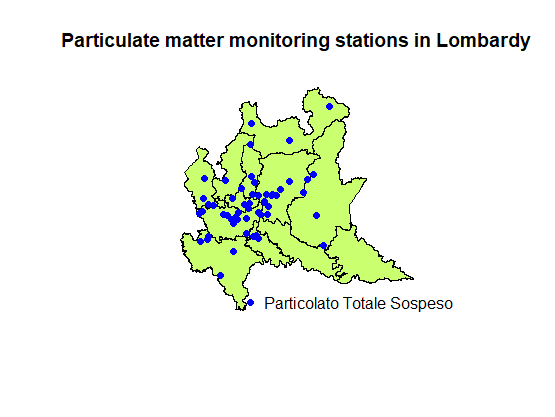 Particulate matter monitoring stations in Lombardy
Particolato Totale Sospeso